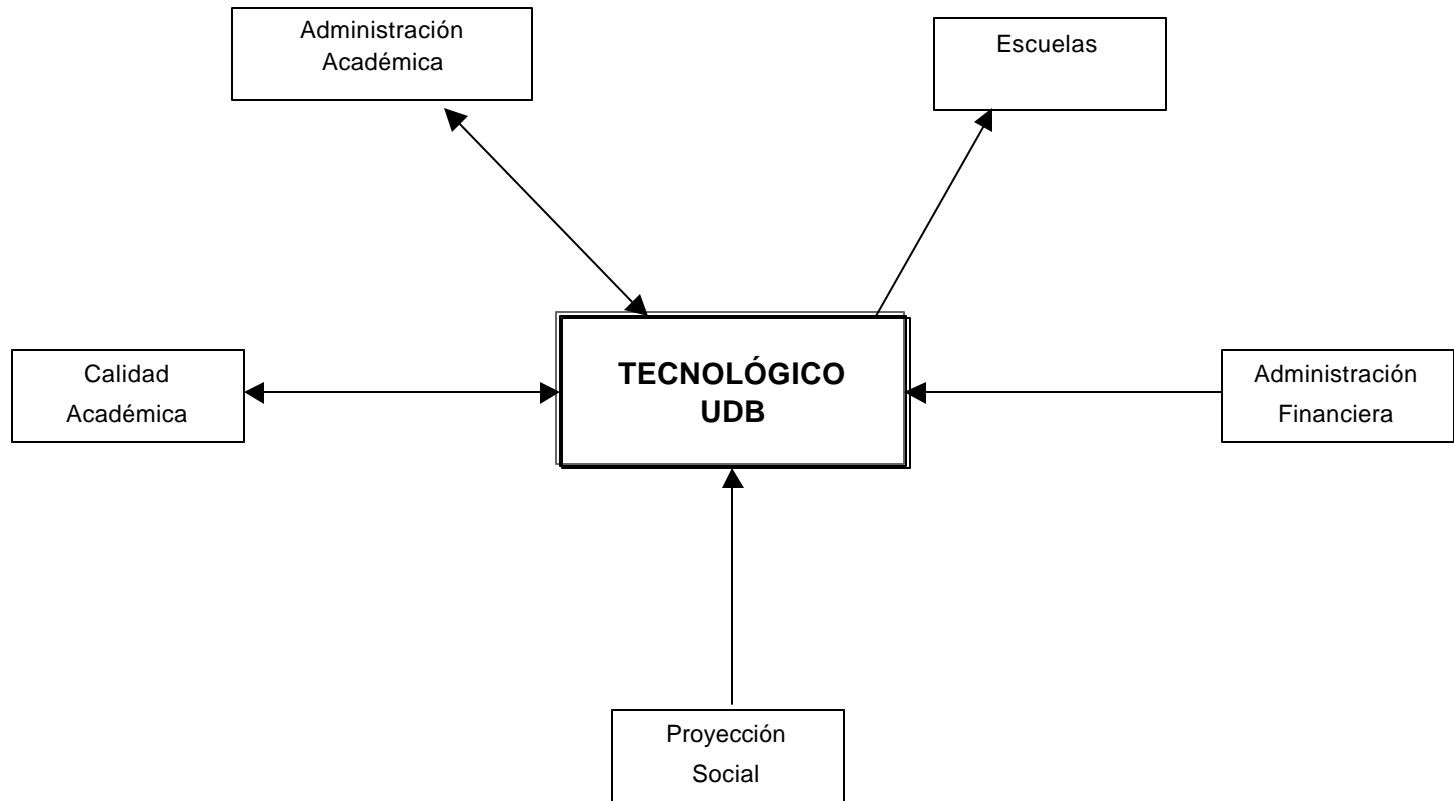 Administración
Académica
Escuelas
TECNOLÓGICO
UDB
Calidad
Académica
Administración
Financiera
Proyección
Social